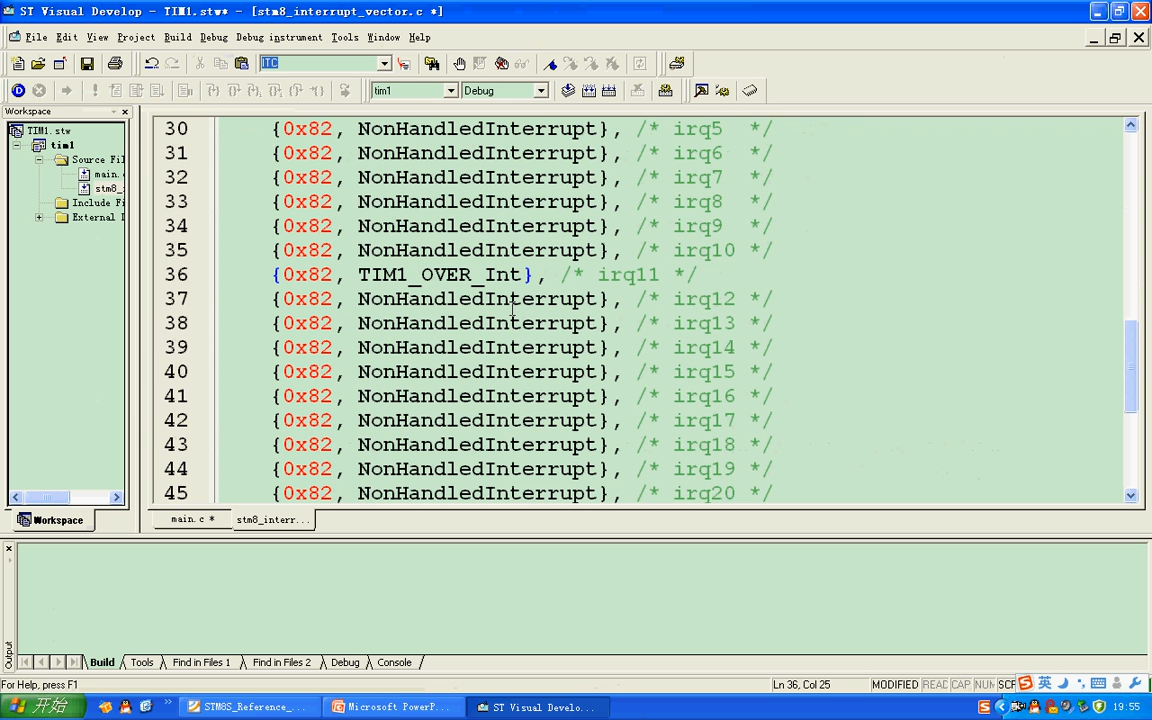 ST Visual Develop - TIM1.stw* - [stm8_interrupt_vector.c *]
File Edit View Project Build Debug Debug instrument Tools Window Help
ITC
tim1 Debug
Workspace
TIM1.stw
tim1
Source Fil
main.
stm8_
Include Fi
External D
Workspace
30 {0x82, NonHandledInterrupt}, /* irq5 */
31 {0x82, NonHandledInterrupt}, /* irq6 */
32 {0x82, NonHandledInterrupt}, /* irq7 */
33 {0x82, NonHandledInterrupt}, /* irq8 */
34 {0x82, NonHandledInterrupt}, /* irq9 */
35 {0x82, NonHandledInterrupt}, /* irq10 */
36 {0x82, TIM1_OVER_Int}, /* irq11 */
37 {0x82, NonHandledInterrupt}, /* irq12 */
38 {0x82, NonHandledInterrupt}, /* irq13 */
39 {0x82, NonHandledInterrupt}, /* irq14 */
40 {0x82, NonHandledInterrupt}, /* irq15 */
41 {0x82, NonHandledInterrupt}, /* irq16 */
42 {0x82, NonHandledInterrupt}, /* irq17 */
43 {0x82, NonHandledInterrupt}, /* irq18 */
44 {0x82, NonHandledInterrupt}, /* irq19 */
45 {0x82, NonHandledInterrupt}, /* irq20 */
main.c * stm8_interr...
Output
Build Tools Find in Files 1 Find in Files 2 Debug Console
For Help, press F1 Ln 36, Col 25 MODIFIED READ CAP NUM SCF 英
开始 STM8S_Reference_... Microsoft PowerP... ST Visual Develo... 19:55